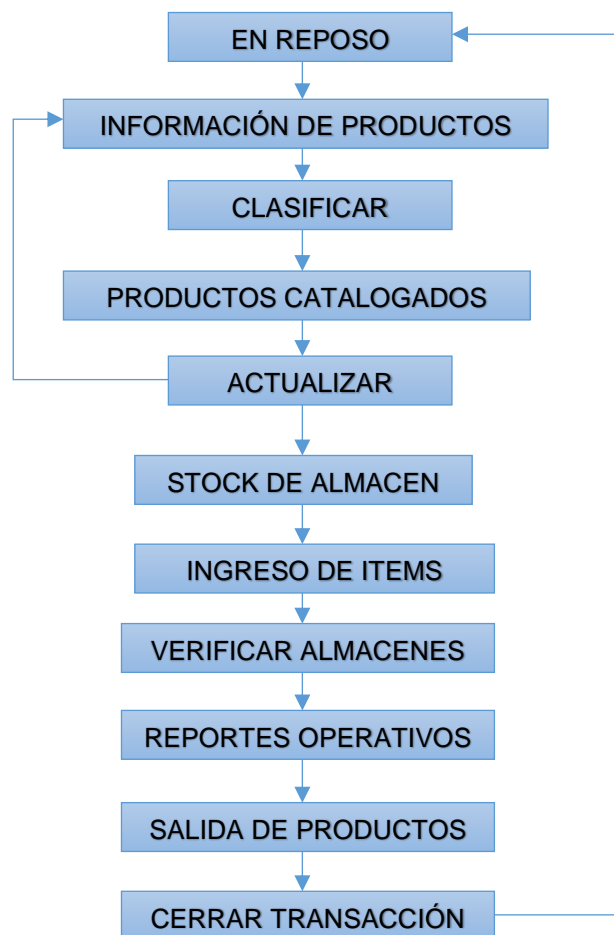 EN REPOSO
INFORMACIÓN DE PRODUCTOS
CLASIFICAR
PRODUCTOS CATALOGADOS
ACTUALIZAR
STOCK DE ALMACEN
INGRESO DE ITEMS
VERIFICAR ALMACENES
REPORTES OPERATIVOS
SALIDA DE PRODUCTOS
CERRAR TRANSACCIÓN